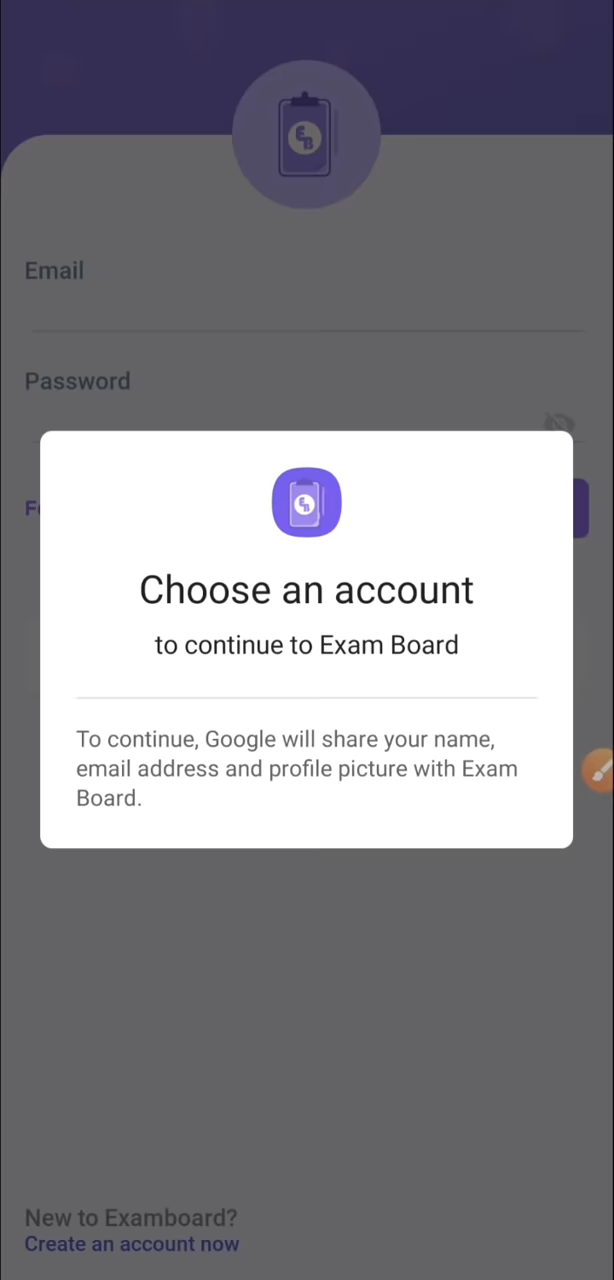 Email
Password
Choose an account
to continue to Exam Board
To continue, Google will share your name,
email address and profile picture with Exam
Board.
New to Examboard?
Create an account now